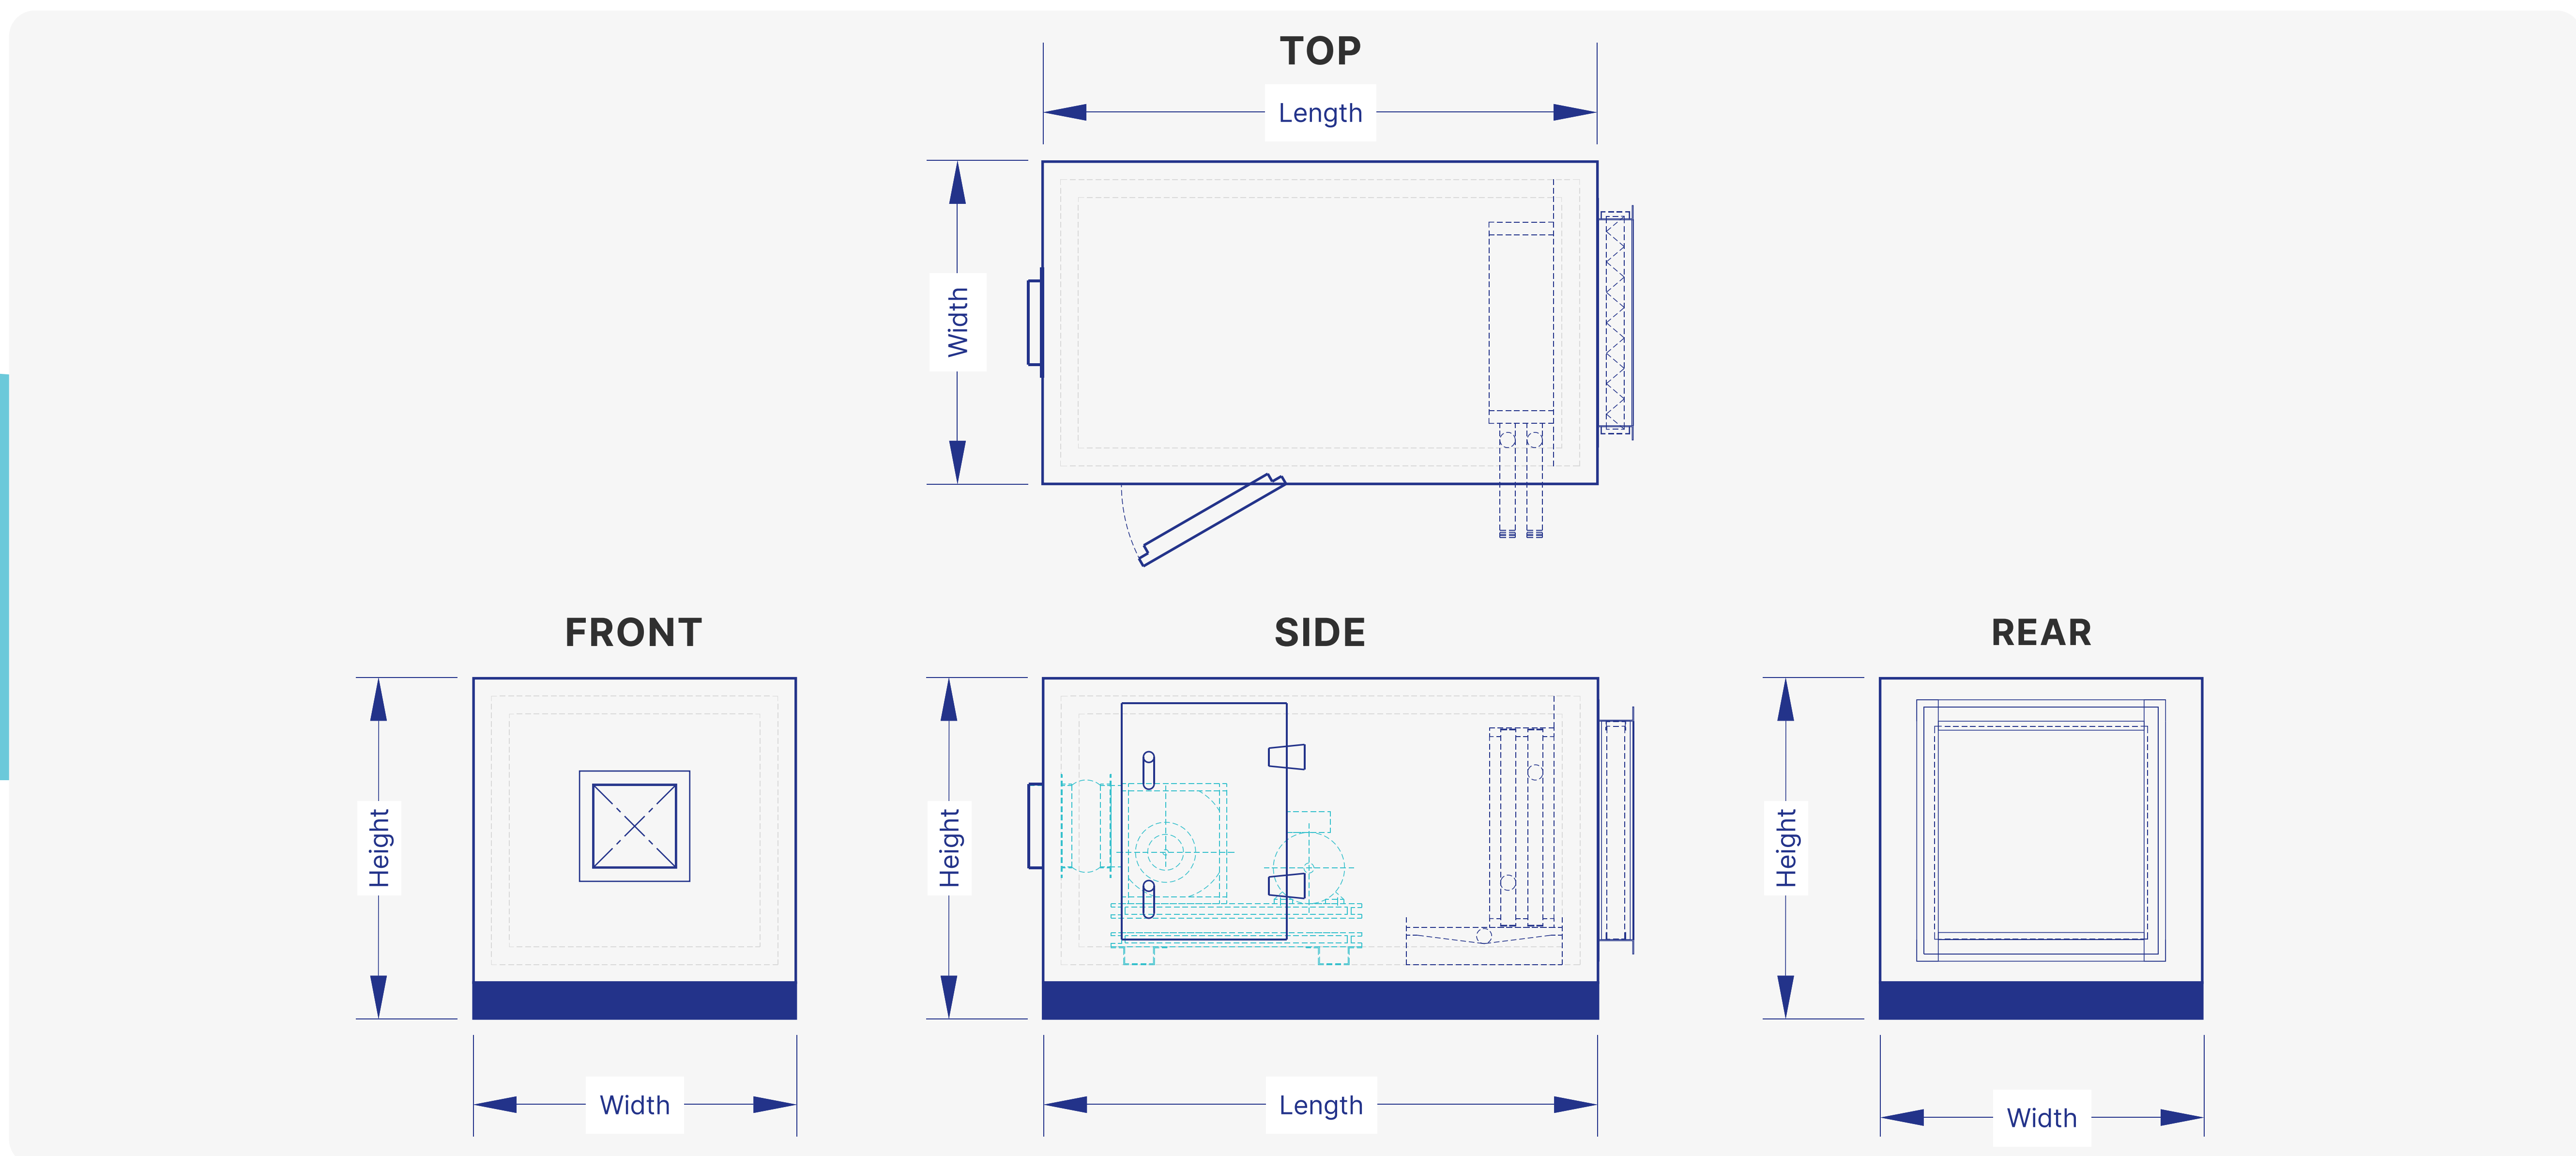 TOP
Length
Width
FRONT
SIDE
REAR
Height
Height
Height
Width
Length
Width